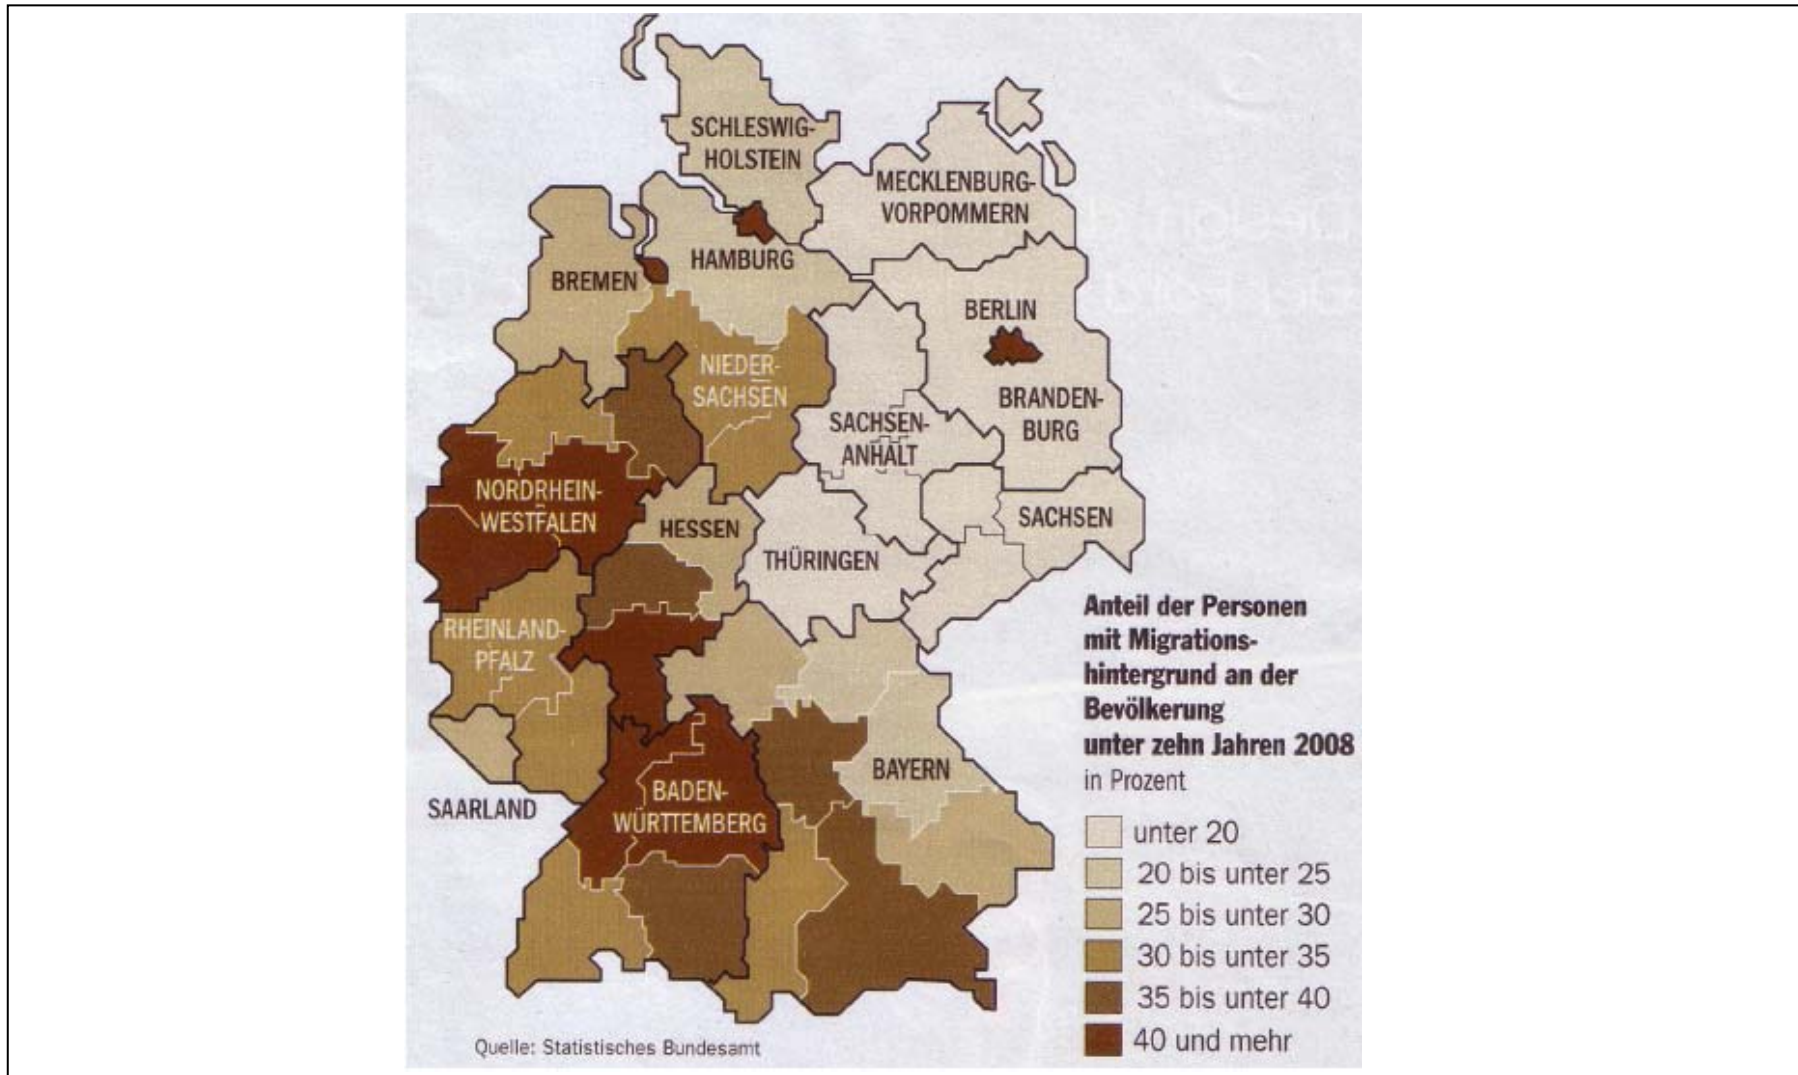 SCHLESWIG-
HOLSTEIN
MECKLENBURG-
VORPOMMERN
HAMBURG
BREMEN
BERLIN
NIEDER-
SACHSEN
BRANDEN-
BURG
SACHSEN-
ANHALT
NORDRHEIN-
WESTFALEN
HESSEN
SACHSEN
THÜRINGEN
RHEINLAND-
PFALZ
BAYERN
SAARLAND
BADEN-
WÜRTTEMBERG
Anteil der Personen
mit Migrations-
hintergrund an der
Bevölkerung
unter zehn Jahren 2008
in Prozent
unter 20
20 bis unter 25
25 bis unter 30
30 bis unter 35
35 bis unter 40
40 und mehr
Quelle: Statistisches Bundesamt